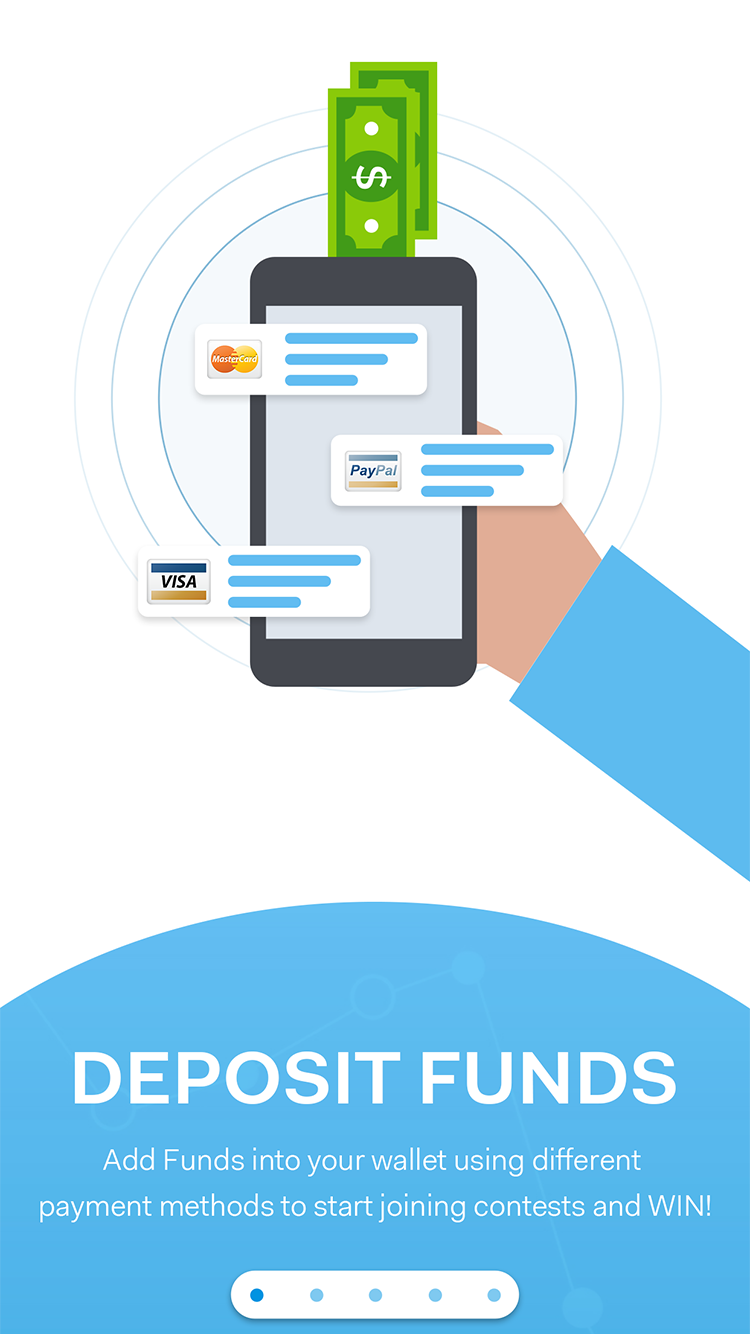 $
MasterCard
PayPal
VISA
DEPOSIT FUNDS
Add Funds into your wallet using different
payment methods to start joining contests and WIN!